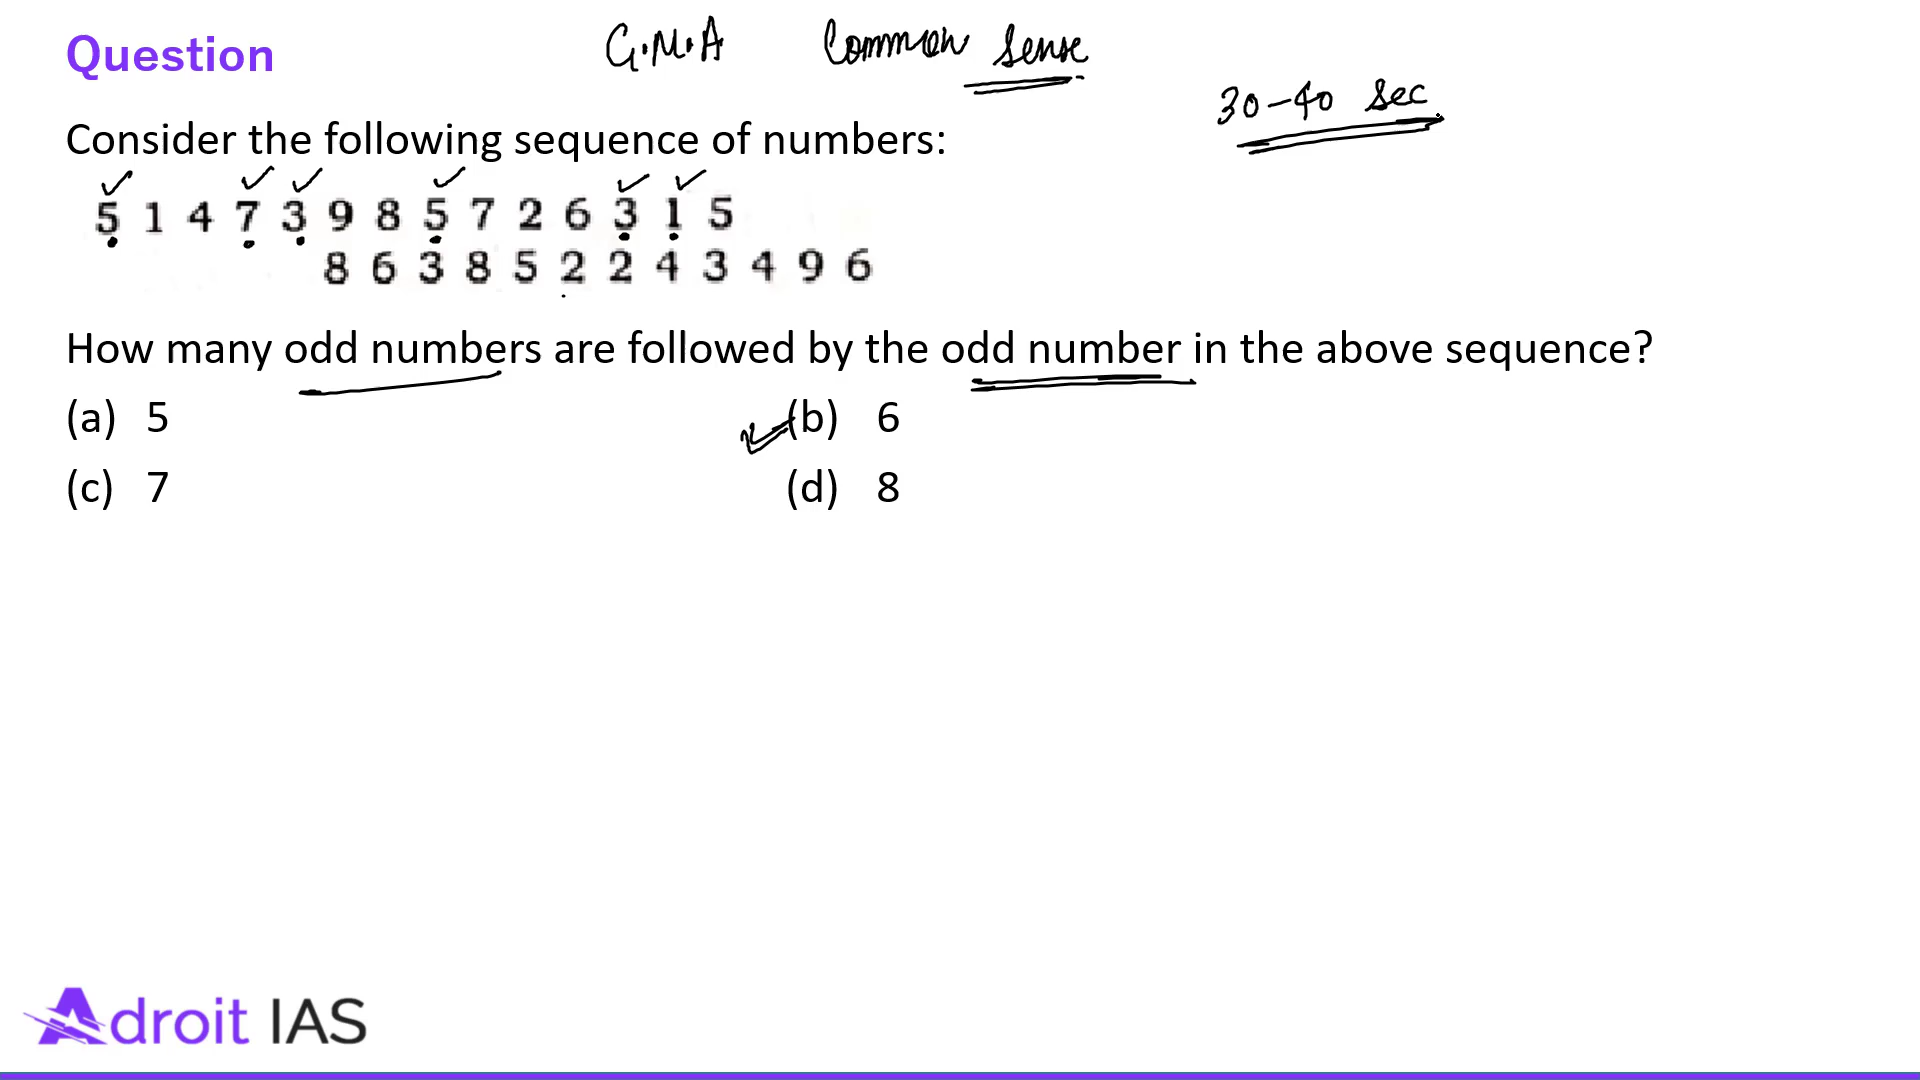 Question
G.M.A Common Sense
30-40 Sec
Consider the following sequence of numbers:
5 1 4 7 3 9 8 5 7 2 6 3 1 5
8 6 3 8 5 2 2 4 3 4 9 6
How many odd numbers are followed by the odd number in the above sequence?
(a) 5 (b) 6
(c) 7 (d) 8
Adroit IAS